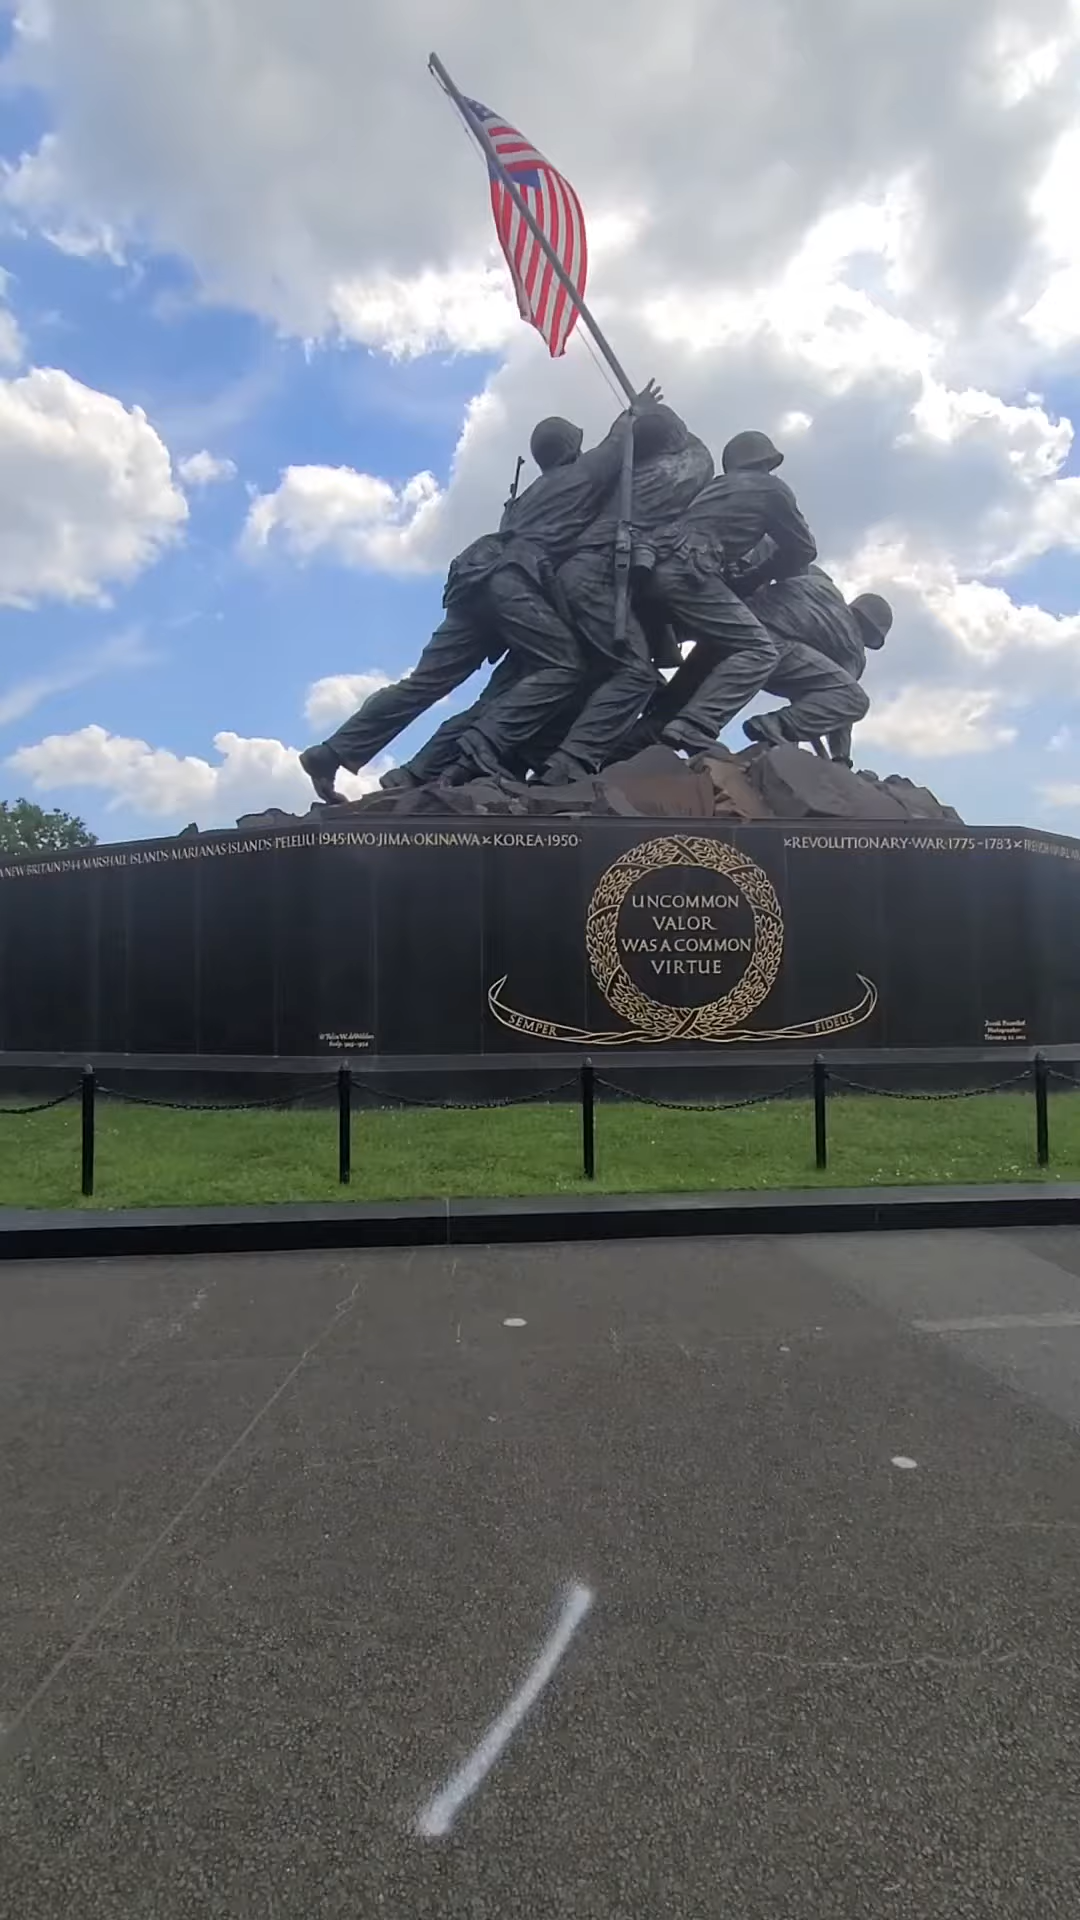 NEW BRITAIN 1944·MARSHALL ISLANDS·MARIANAS ISLANDS·PELELIU·1945·IWO·JIMA·OKINAWA×KOREA·1950·
×REVOLUTIONARY·WAR·1775-1783×
UNCOMMON
VALOR
WAS A COMMON
VIRTUE
SEMPER
FIDELIS